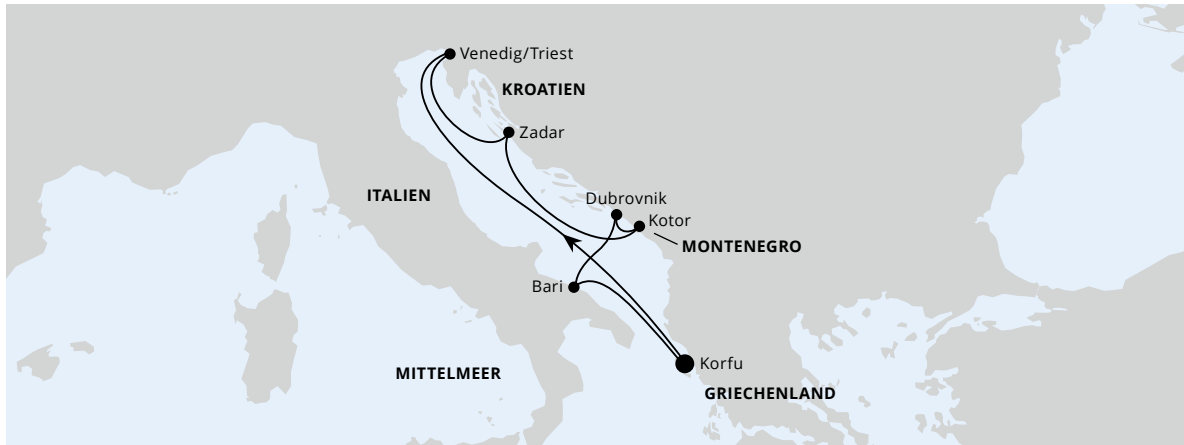 Venedig/Triest
KROATIEN
Zadar
ITALIEN
Dubrovnik
Kotor
MONTENEGRO
Bari
Korfu
MITTELMEER
GRIECHENLAND